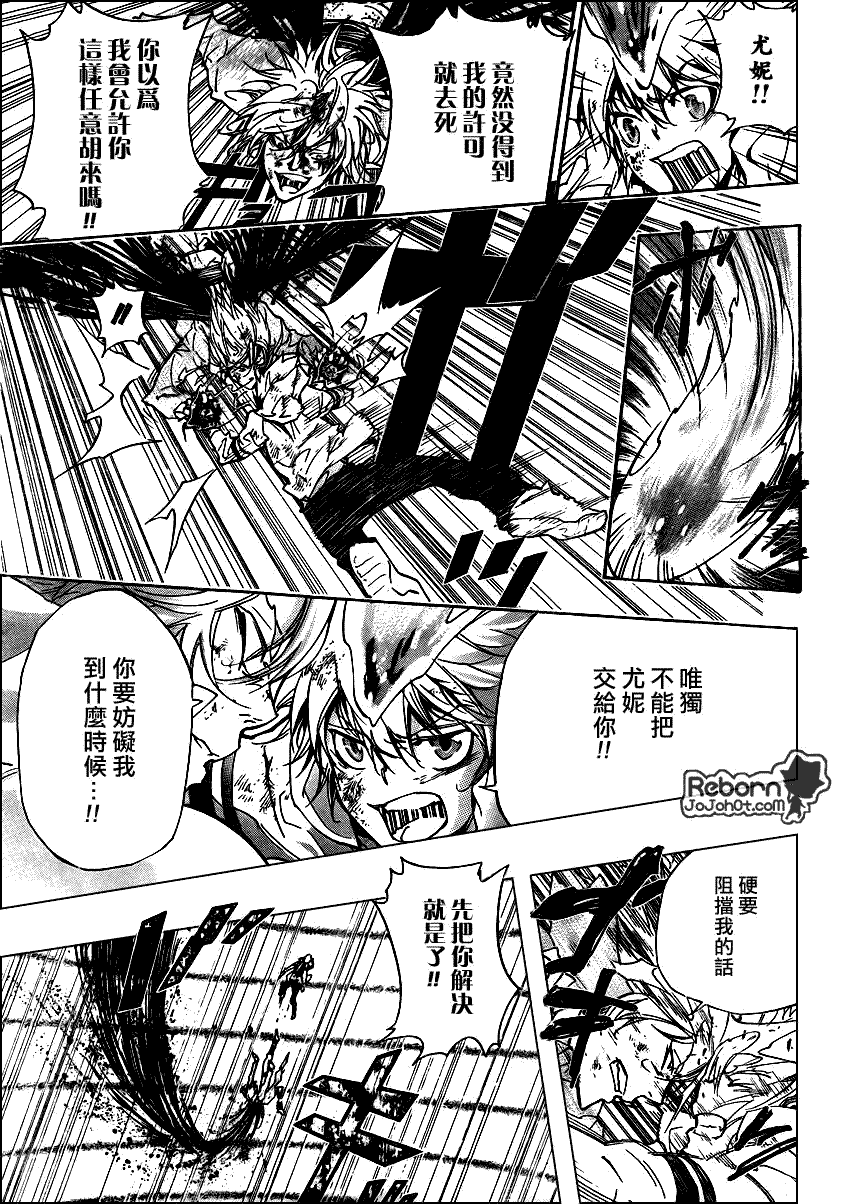 尤妮!!
竟然没得到
我的許可
就去死
你以爲
我會允許你
這樣任意胡來嗎!!
!!
唯獨
不能把
尤妮
交給你!!
你要妨礙我
到什麼時候…!!
Reborn
JoJoHot.com
硬要
阻擋我的話
先把你解决
就是了!!